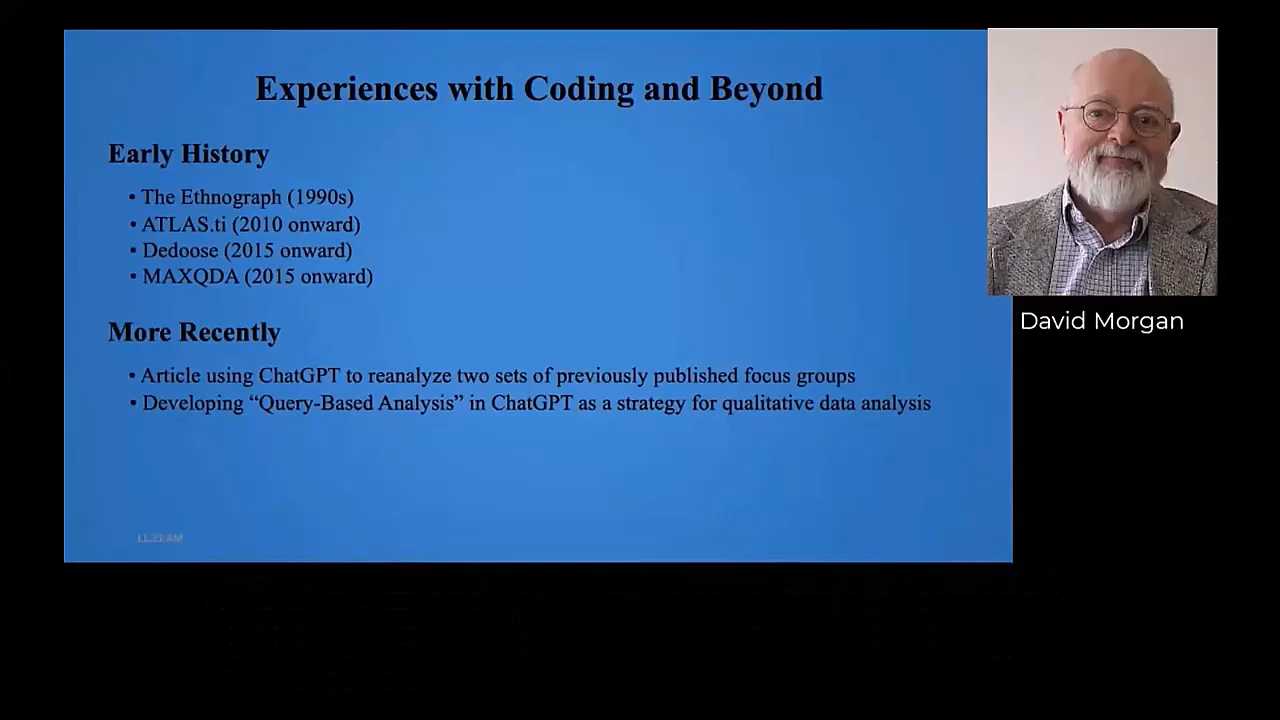 Experiences with Coding and Beyond
Early History
• The Ethnograph (1990s)
• ATLAS.ti (2010 onward)
• Dedoose (2015 onward)
• MAXQDA (2015 onward)
More Recently
• Article using ChatGPT to reanalyze two sets of previously published focus groups
• Developing “Query-Based Analysis” in ChatGPT as a strategy for qualitative data analysis
David Morgan